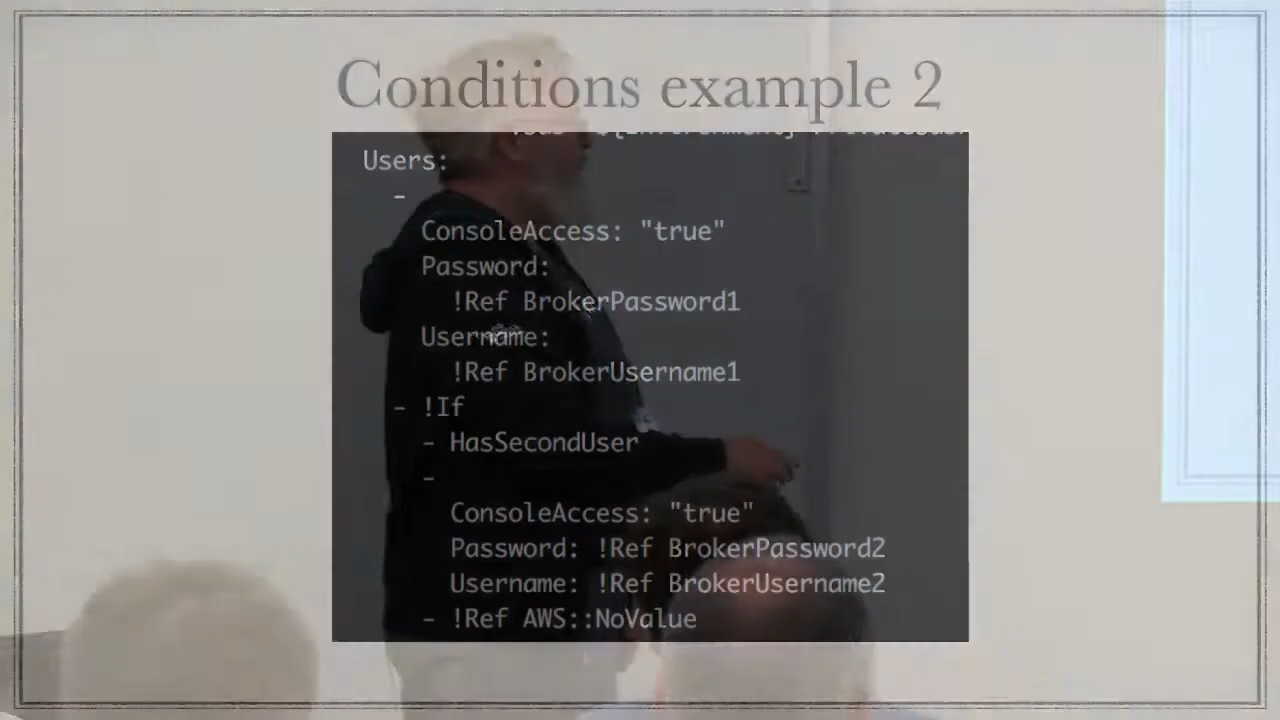 Conditions example 2
Users:
-
ConsoleAccess: "true"
Password:
!Ref BrokerPassword1
Username:
!Ref BrokerUsername1
- !If
- HasSecondUser
-
ConsoleAccess: "true"
Password: !Ref BrokerPassword2
Username: !Ref BrokerUsername2
- !Ref AWS::NoValue